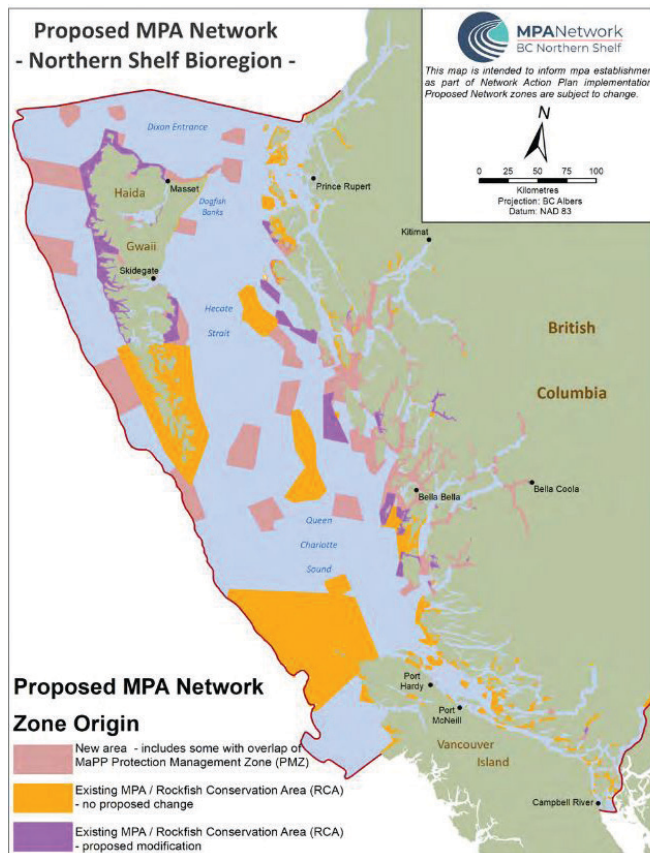 Proposed MPA Network
- Northern Shelf Bioregion -
MPANetwork
BC Northern Shelf
This map is intended to inform mpa establishmen
as part of Network Action Plan implementation
Proposed Network zones are subject to change.
N
0 25 50 75 100
Kilometres
Projection: BC Albers
Datum: NAD 83
Dixon Entrance
Prince Rupert
Haida
Masset
Dogfish
Banks
Gwaii
Kitimat
Skidegate
Hecate
Strait
British
Columbia
Bella Bella
Bella Coola
Queen
Charlotte
Sound
Port
Hardy
Port
McNeill
Vancouver
Island
Campbell River
Proposed MPA Network
Zone Origin
New area - includes some with overlap of
MaPP Protection Management Zone (PMZ)
Existing MPA / Rockfish Conservation Area (RCA)
- no proposed change
Existing MPA / Rockfish Conservation Area (RCA)
- proposed modification